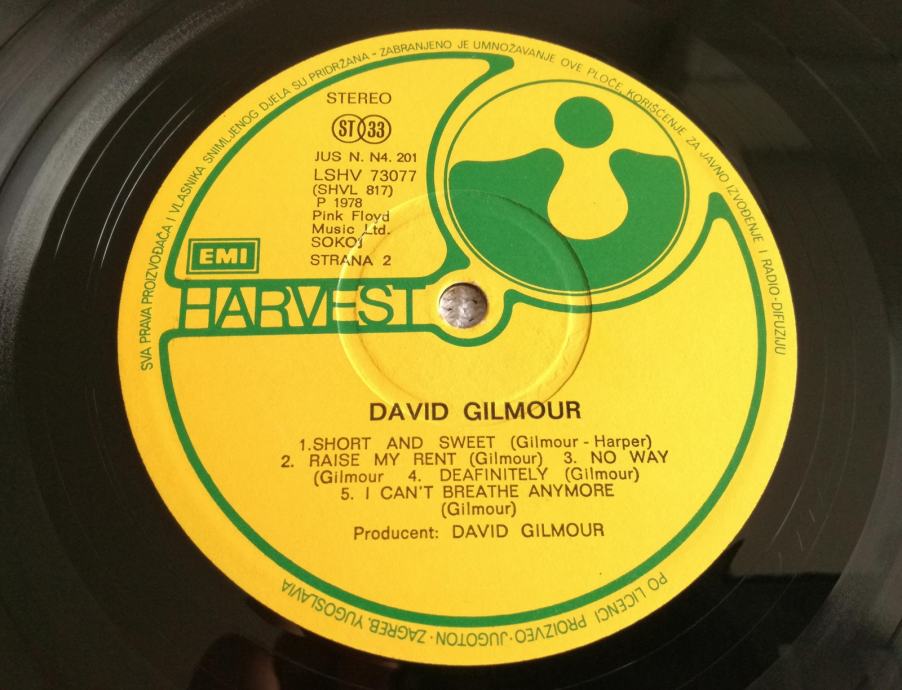 SVA PRAVA PROIZVOĐAČA I VLASNIKA SNIMLJENOG DJELA SU PRIDRŽANA - ZABRANJENO JE UMNOŽAVANJE OVE PLOČE, KORIŠĆENJE ZA JAVNO IZVOĐENJE I RADIO-DIFUZIJU
STEREO
ST 33
JUS N. N4. 201
LSHV 73077
(SHVL 817)
P 1978
Pink Floyd
Music Ltd.
SOKOJ
EMI
STRANA 2
HARVEST
DAVID GILMOUR
1.SHORT AND SWEET (Gilmour - Harper)
2. RAISE MY RENT (Gilmour) 3. NO WAY
(Gilmour 4. DEAFINITELY (Gilmour)
5. I CAN'T BREATHE ANYMORE
(Gilmour)
Producent: DAVID GILMOUR
PO LICENCI PROIZVEO·JUGOTON·ZAGREB, YUGOSLAVIA